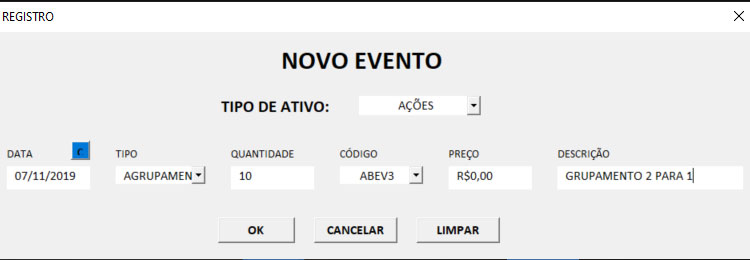 REGISTRO
NOVO EVENTO
TIPO DE ATIVO: AÇÕES
DATA TIPO QUANTIDADE CÓDIGO PREÇO DESCRIÇÃO
07/11/2019 AGRUPAMEN 10 ABEV3 R$0,00 GRUPAMENTO 2 PARA 1
OK CANCELAR LIMPAR